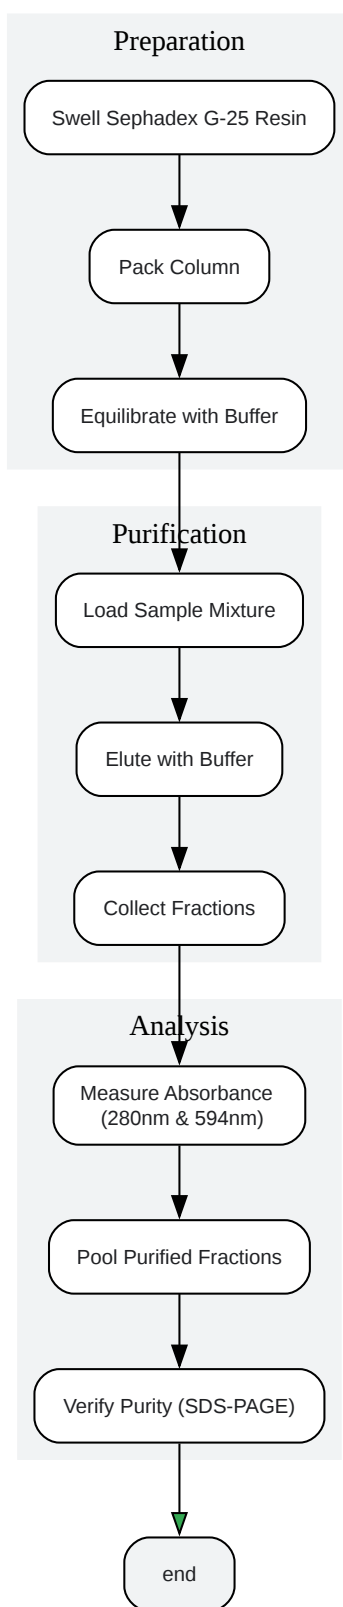 Preparation
Swell Sephadex G-25 Resin
Pack Column
Equilibrate with Buffer
Purification
Load Sample Mixture
Elute with Buffer
Collect Fractions
Analysis
Measure Absorbance
(280nm & 594nm)
Pool Purified Fractions
Verify Purity (SDS-PAGE)
end